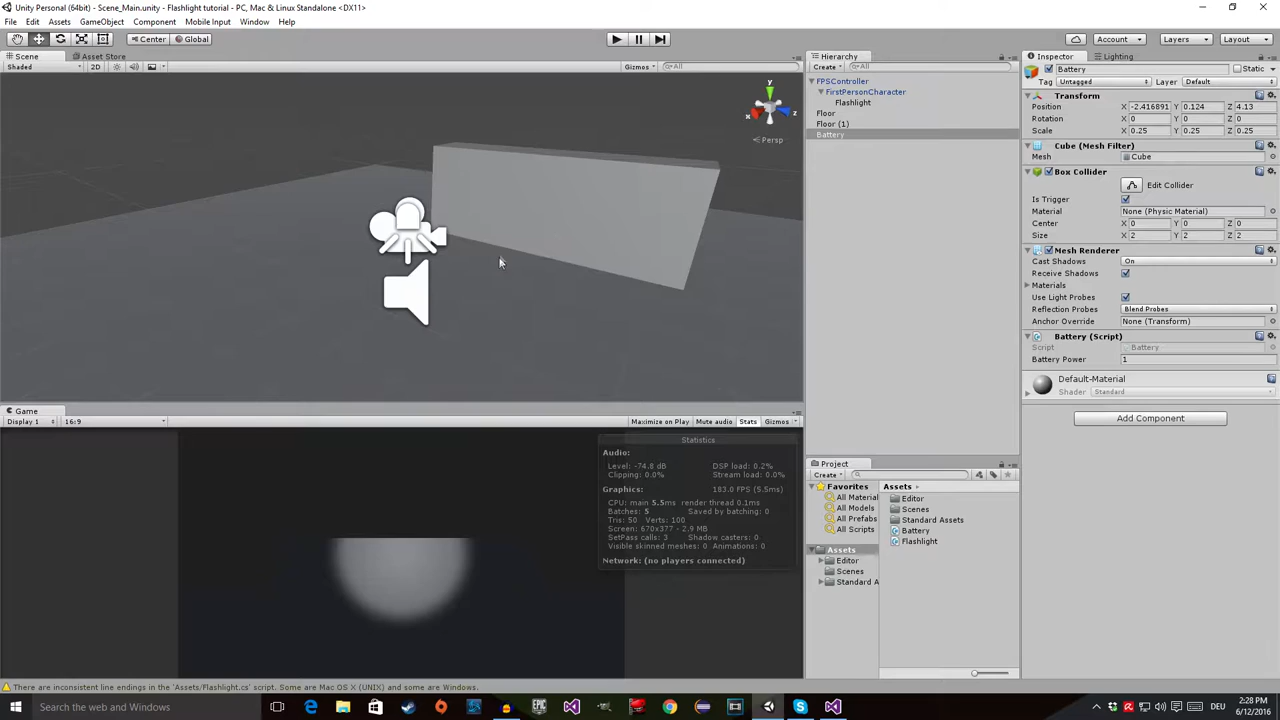 Unity Personal (64bit) - Scene_Main.unity - Flashlight tutorial - PC, Mac & Linux Standalone <DX11>
File Edit Assets GameObject Component Mobile Input Window Help
Center Global Account Layers Layout
Scene Asset Store
Shaded 2D Gizmos All
y
x
z
Persp
Game
Display 1 16:9 Maximize on Play Mute audio Stats Gizmos
Statistics
Audio:
Level: -74.8 dB DSP load: 0.2%
Clipping: 0.0% Stream load: 0.0%
Graphics: 183.0 FPS (5.5ms)
CPU: main 5.5ms render thread 0.1ms
Batches: 5 Saved by batching: 0
Tris: 50 Verts: 100
Screen: 670x377 - 2.9 MB
SetPass calls: 3 Shadow casters: 0
Visible skinned meshes: 0 Animations: 0
Network: (no players connected)
Hierarchy
Create All
FPSController
FirstPersonCharacter
Flashlight
Floor
Floor (1)
Battery
Project
Create
Favorites
All Material
All Models
All Prefabs
All Scripts
Assets
Editor
Scenes
Standard A
Assets
Editor
Scenes
Standard Assets
Battery
Flashlight
Inspector Lighting
Battery Static
Tag Untagged Layer Default
Transform
Position X -2.416891 Y 0.124 Z 4.13
Rotation X 0 Y 0 Z 0
Scale X 0.25 Y 0.25 Z 0.25
Cube (Mesh Filter)
Mesh Cube
Box Collider
Edit Collider
Is Trigger
Material None (Physic Material)
Center X 0 Y 0 Z 0
Size X 2 Y 2 Z 2
Mesh Renderer
Cast Shadows On
Receive Shadows
Materials
Use Light Probes
Reflection Probes Blend Probes
Anchor Override None (Transform)
Battery (Script)
Script Battery
Battery Power 1
Default-Material
Shader Standard
Add Component
There are inconsistent line endings in the 'Assets/Flashlight.cs' script. Some are Mac OS X (UNIX) and some are Windows.
Search the web and Windows
2:28 PM
6/12/2016